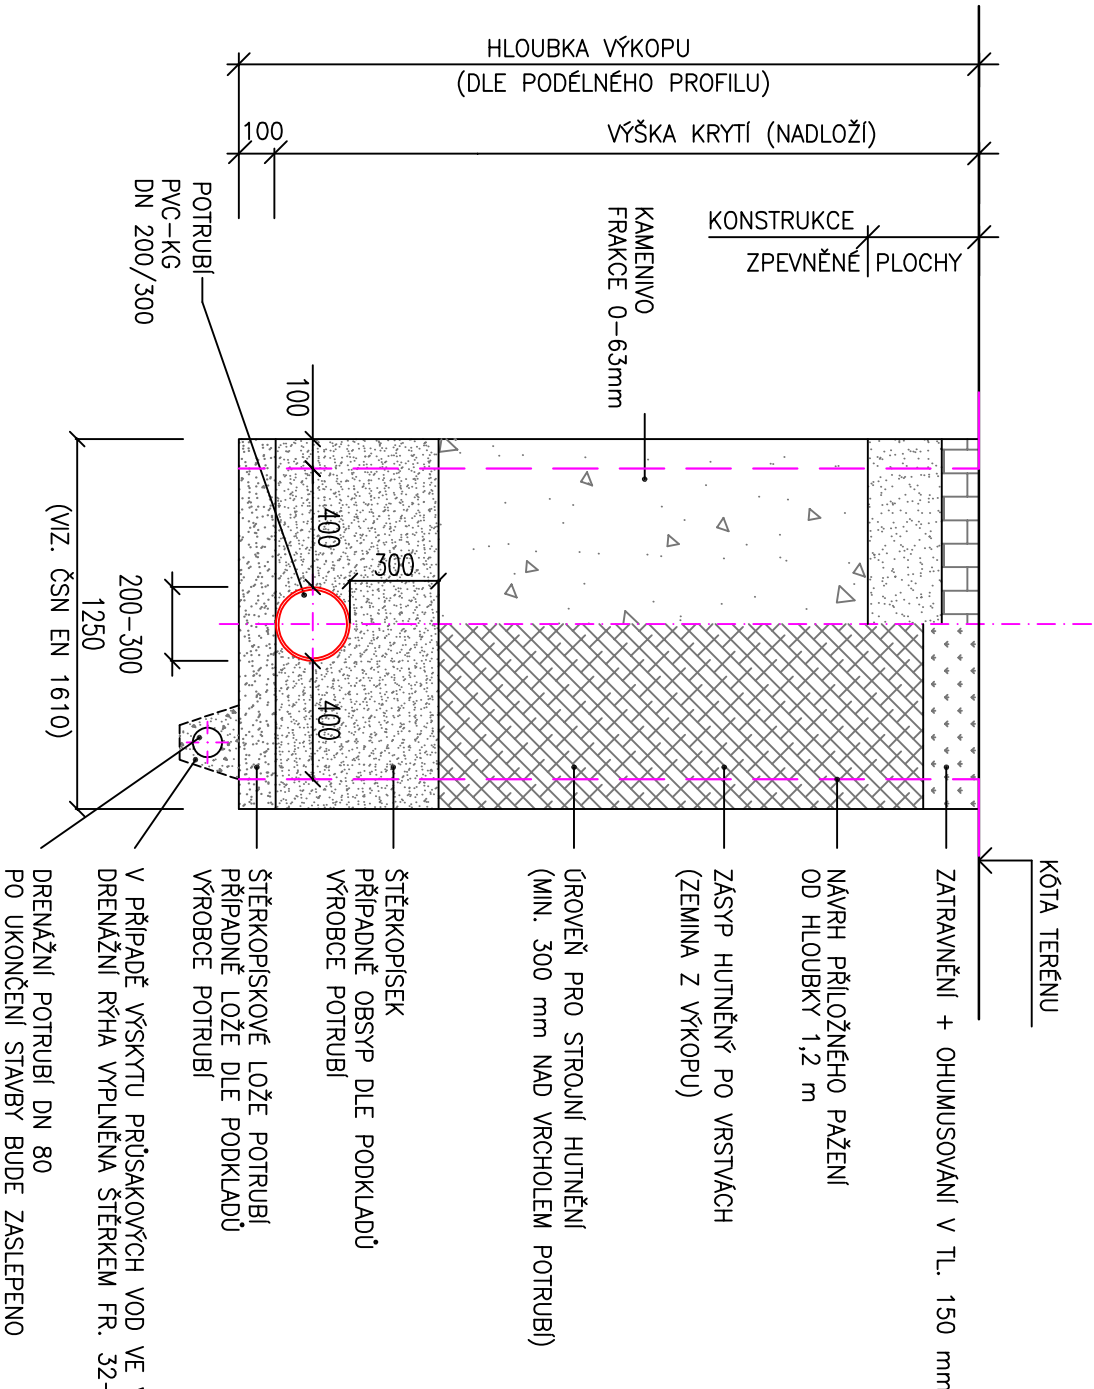 HLOUBKA VÝKOPU
(DLE PODÉLNÉHO PROFILU)
100
VÝŠKA KRYTÍ (NADLOŽÍ)
KONSTRUKCE
ZPEVNĚNÉ PLOCHY
KAMENIVO
FRAKCE 0-63mm
POTRUBÍ
PVC-KG
DN 200/300
100
400
300
400
200-300
1250
(VIZ. ČSN EN 1610)
KÓTA TERÉNU
ZATRAVNĚNÍ + OHUMUSOVÁNÍ V TL. 150 mm
NÁVRH PŘÍLOŽNÉHO PAŽENÍ
OD HLOUBKY 1,2 m
ZÁSYP HUTNĚNÝ PO VRSTVÁCH
(ZEMINA Z VÝKOPU)
ÚROVEŇ PRO STROJNÍ HUTNĚNÍ
(MIN. 300 mm NAD VRCHOLEM POTRUBÍ)
ŠTĚRKOPÍSEK
PŘÍPADNĚ OBSYP DLE PODKLADŮ
VÝROBCE POTRUBÍ
ŠTĚRKOPÍSKOVÉ LOŽE POTRUBÍ
PŘÍPADNĚ LOŽE DLE PODKLADŮ
VÝROBCE POTRUBÍ
V PŘÍPADĚ VÝSKYTU PRŮSAKOVÝCH VOD VE
DRENÁŽNÍ RÝHA VYPLNĚNA ŠTĚRKEM FR. 32-
DRENÁŽNÍ POTRUBÍ DN 80
PO UKONČENÍ STAVBY BUDE ZASLEPENO